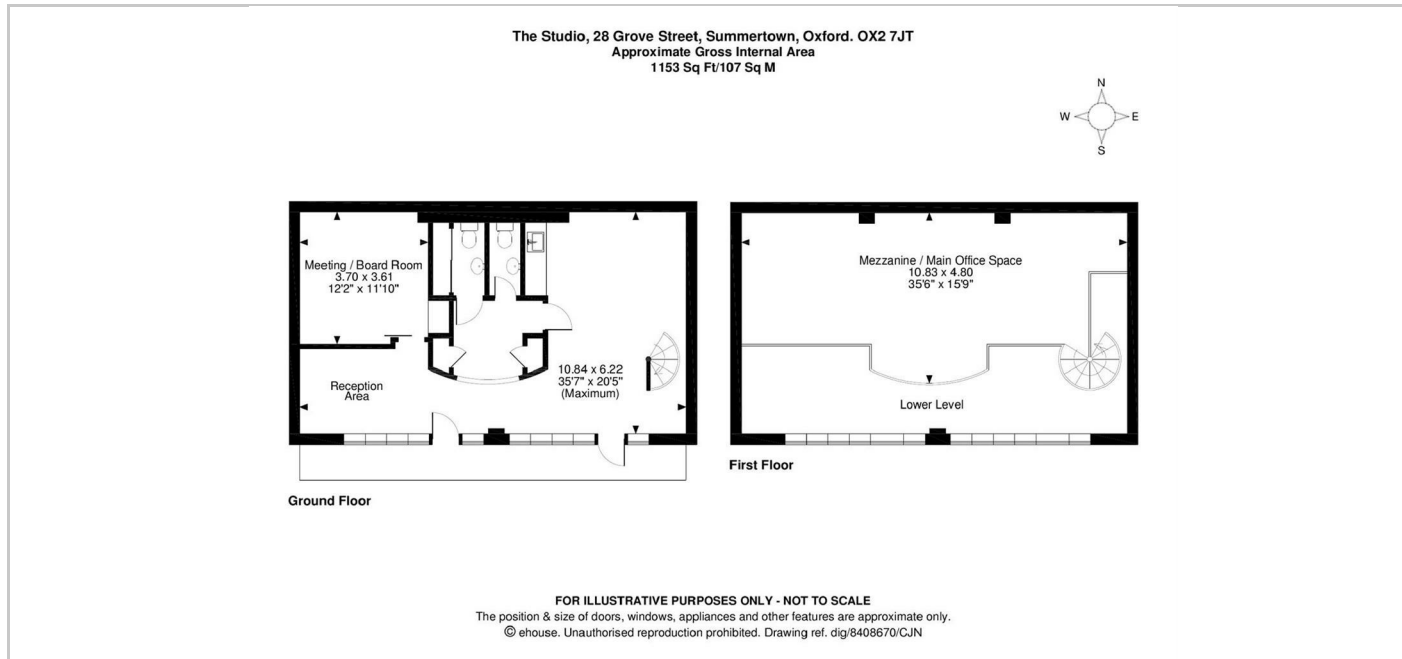 The Studio, 28 Grove Street, Summertown, Oxford. OX2 7JT
Approximate Gross Internal Area
1153 Sq Ft/107 Sq M
N
W E
S
Meeting / Board Room
3.70 x 3.61
12'2" x 11'10"
Reception
Area
10.84 x 6.22
35'7" x 20'5"
(Maximum)
Ground Floor
Mezzanine / Main Office Space
10.83 x 4.80
35'6" x 15'9"
Lower Level
First Floor
FOR ILLUSTRATIVE PURPOSES ONLY - NOT TO SCALE
The position & size of doors, windows, appliances and other features are approximate only.
© ehouse. Unauthorised reproduction prohibited. Drawing ref. dig/8408670/CJN